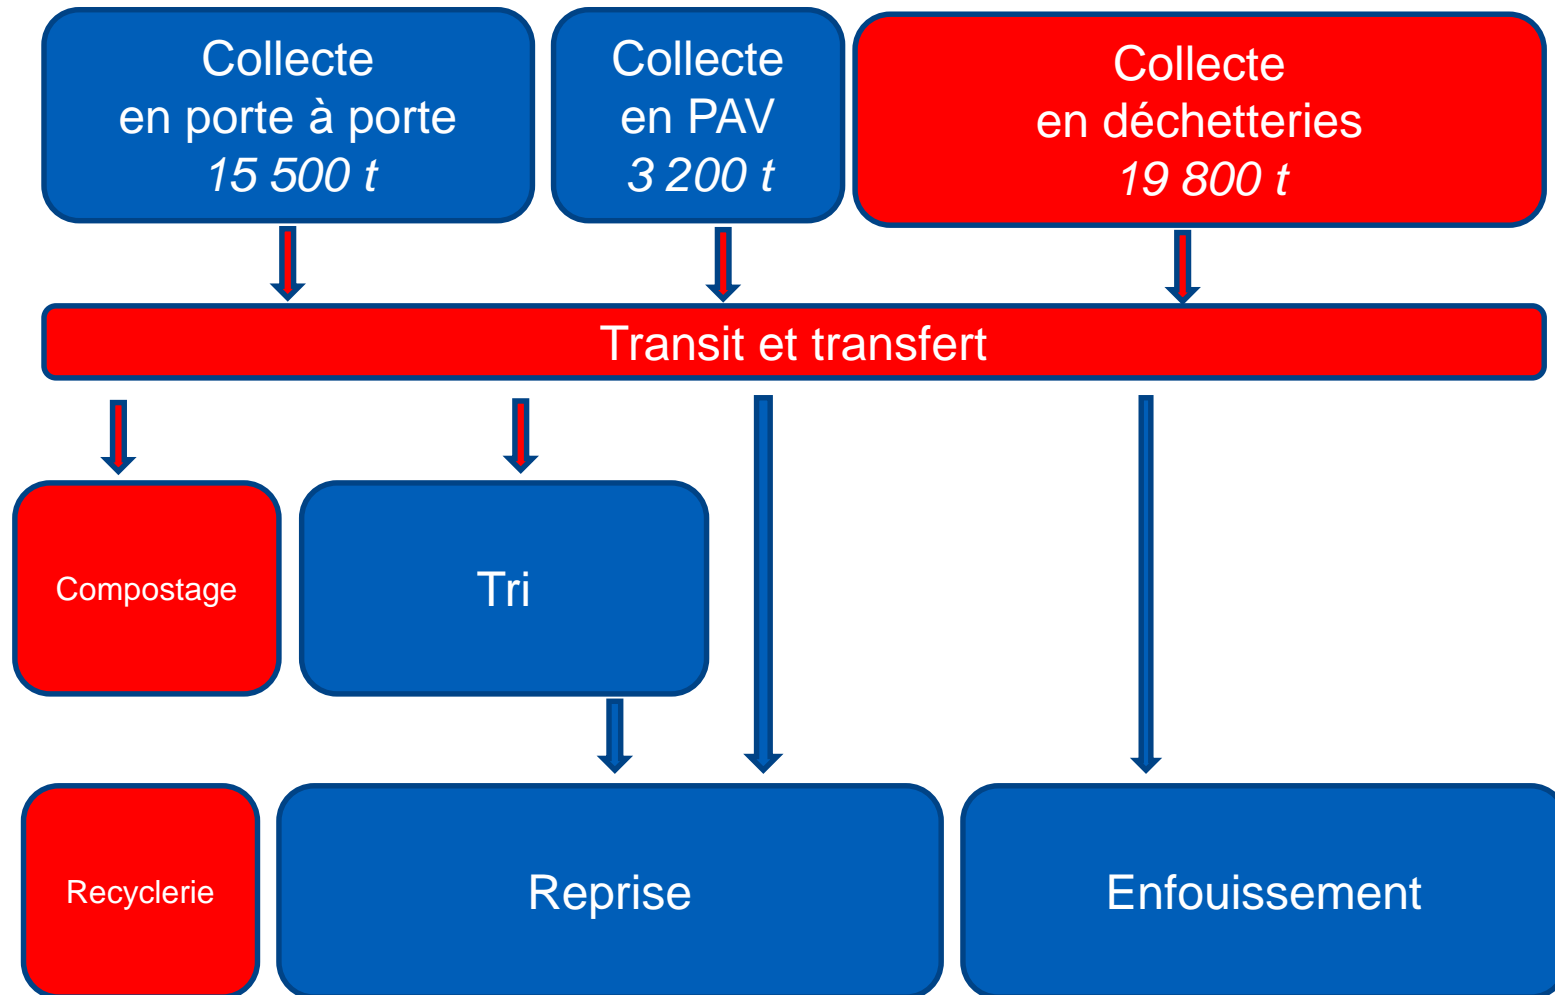 Collecte
en porte à porte
15 500 t
Collecte
en PAV
3 200 t
Collecte
en déchetteries
19 800 t
Transit et transfert
Compostage
Tri
Recyclerie
Reprise
Enfouissement